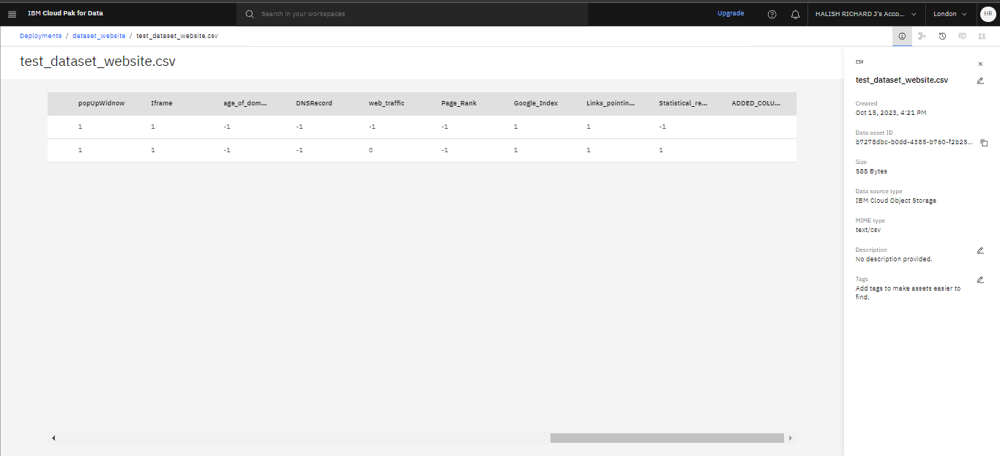 IBM Cloud Pak for Data
Search in your workspaces
Upgrade
HALISH RICHARD J's Acco...
London
HR
Deployments / dataset_website / test_dataset_website.csv
test_dataset_website.csv
popUpWidnow Iframe age_of_dom... DNSRecord web_traffic Page_Rank Google_Index Links_pointin... Statistical_re... ADDED_COLU...
1 1 -1 -1 -1 -1 1 1 -1
1 1 -1 -1 0 -1 1 1 1
CSV
test_dataset_website.csv
Created
Oct 15, 2023, 4:21 PM
Data asset ID
b7278dbc-b0dd-4385-b760-f2b25...
Size
588 Bytes
Data source type
IBM Cloud Object Storage
MIME type
text/csv
Description
No description provided.
Tags
Add tags to make assets easier to
find.